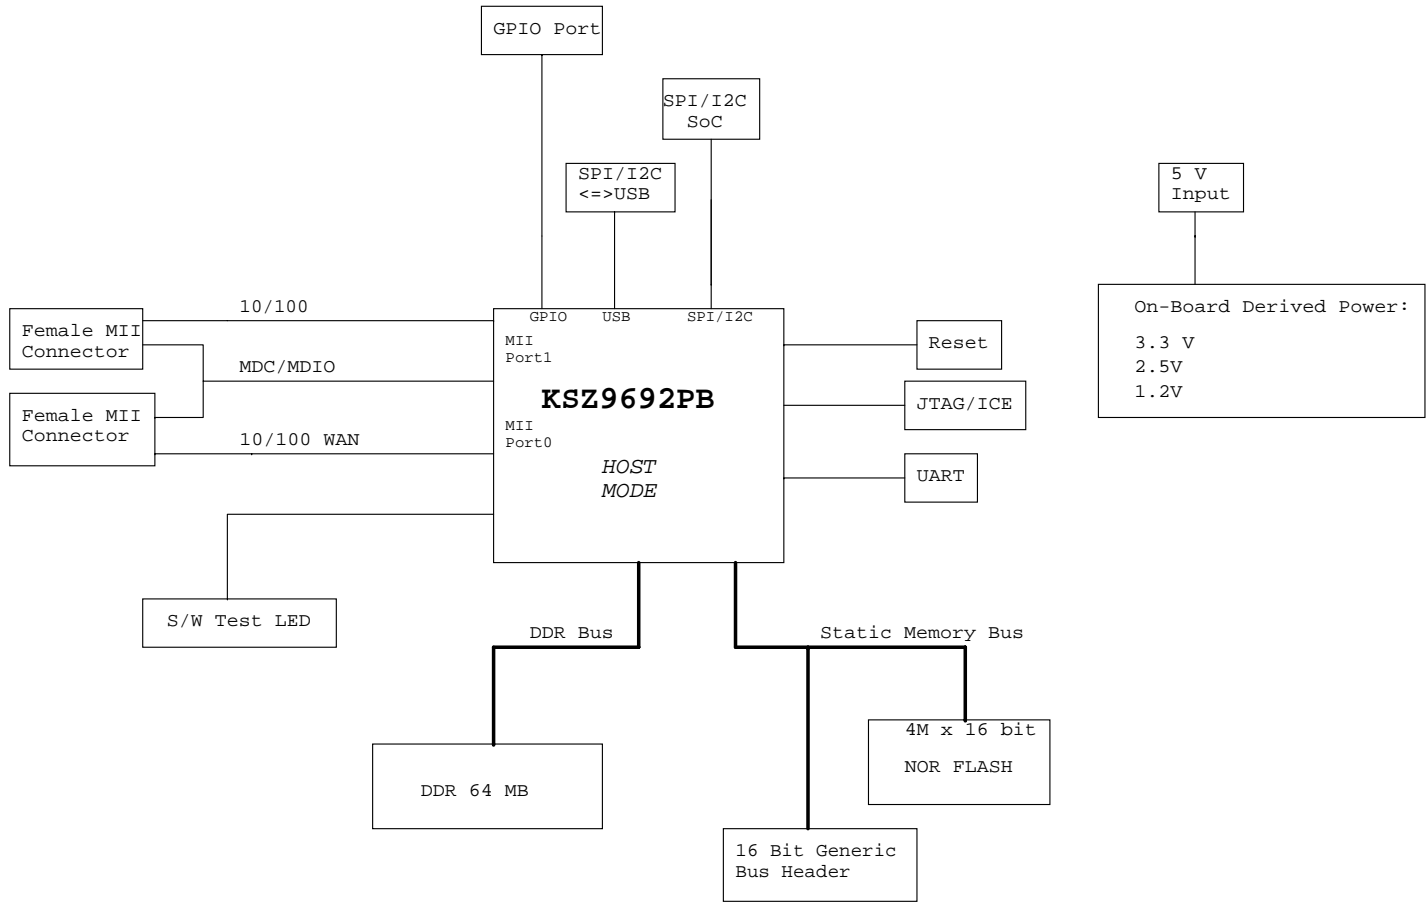 GPIO Port
SPI/I2C
SoC
SPI/I2C
<=>USB
5 V
Input
10/100
GPIO
USB
SPI/I2C
On-Board Derived Power:
Female MII
Connector
MII
Port1
Reset
3.3 V
2.5V
1.2V
MDC/MDIO
KSZ9692PB
JTAG/ICE
Female MII
Connector
10/100 WAN
MII
Port0
HOST
MODE
UART
S/W Test LED
DDR Bus
Static Memory Bus
4M x 16 bit
NOR FLASH
DDR 64 MB
16 Bit Generic
Bus Header